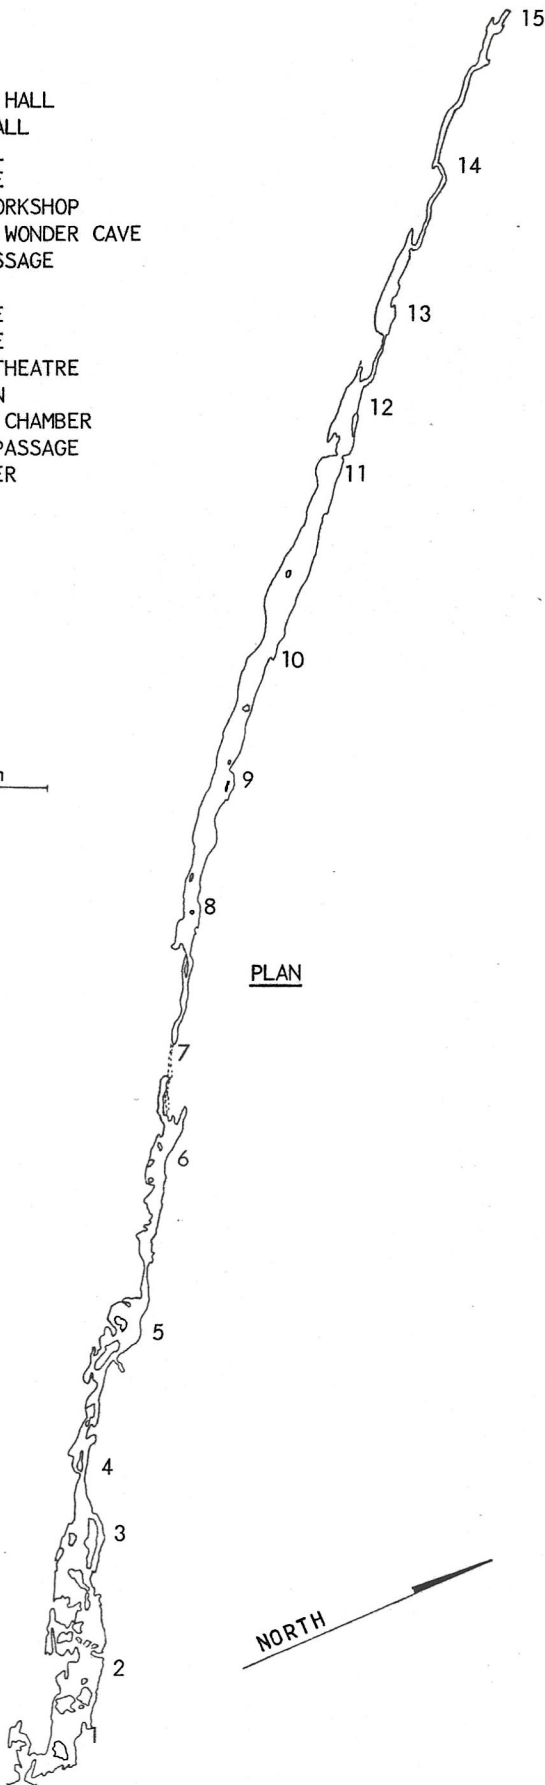 HALL
ALL
E
ORKSHOP
WONDER CAVE
SSAGE
E
E
THEATRE
N
CHAMBER
PASSAGE
ER
15
14
13
12
11
10
9
8
PLAN
7
6
5
4
3
NORTH
2
1